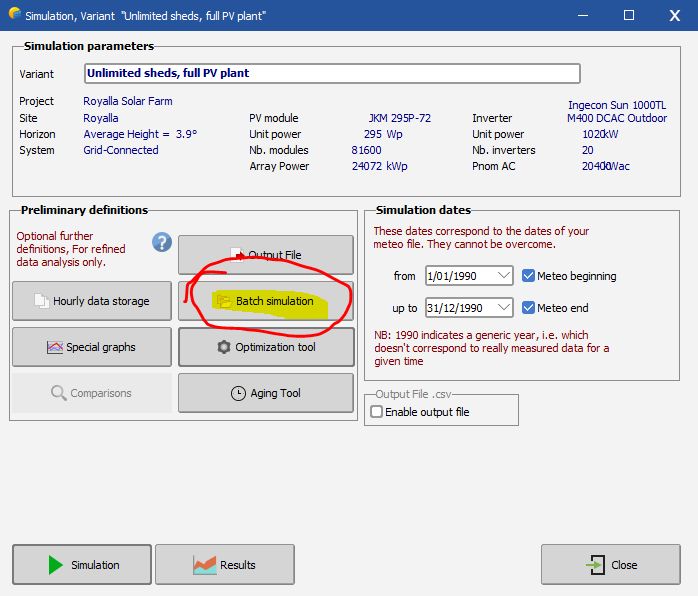 Simulation, Variant "Unlimited sheds, full PV plant"
Simulation parameters
Variant Unlimited sheds, full PV plant
Project Royalla Solar Farm
Site Royalla
Horizon Average Height = 3.9°
System Grid-Connected
PV module JKM 295P-72
Unit power 295 Wp
Nb. modules 81600
Array Power 24072 kWp
Ingecon Sun 1000TL
Inverter M400 DCAC Outdoor
Unit power 1020kW
Nb. inverters 20
Pnom AC 20400kWac
Preliminary definitions
Optional further
definitions, For refined
data analysis only.
?
Output File
Hourly data storage
Batch simulation
Special graphs
Optimization tool
Comparisons
Aging Tool
Simulation dates
These dates correspond to the dates of your
meteo file. They cannot be overcome.
from 1/01/1990 Meteo beginning
up to 31/12/1990 Meteo end
NB: 1990 indicates a generic year, i.e. which
doesn't correspond to really measured data for a
given time
Output File .csv
Enable output file
Simulation
Results
Close